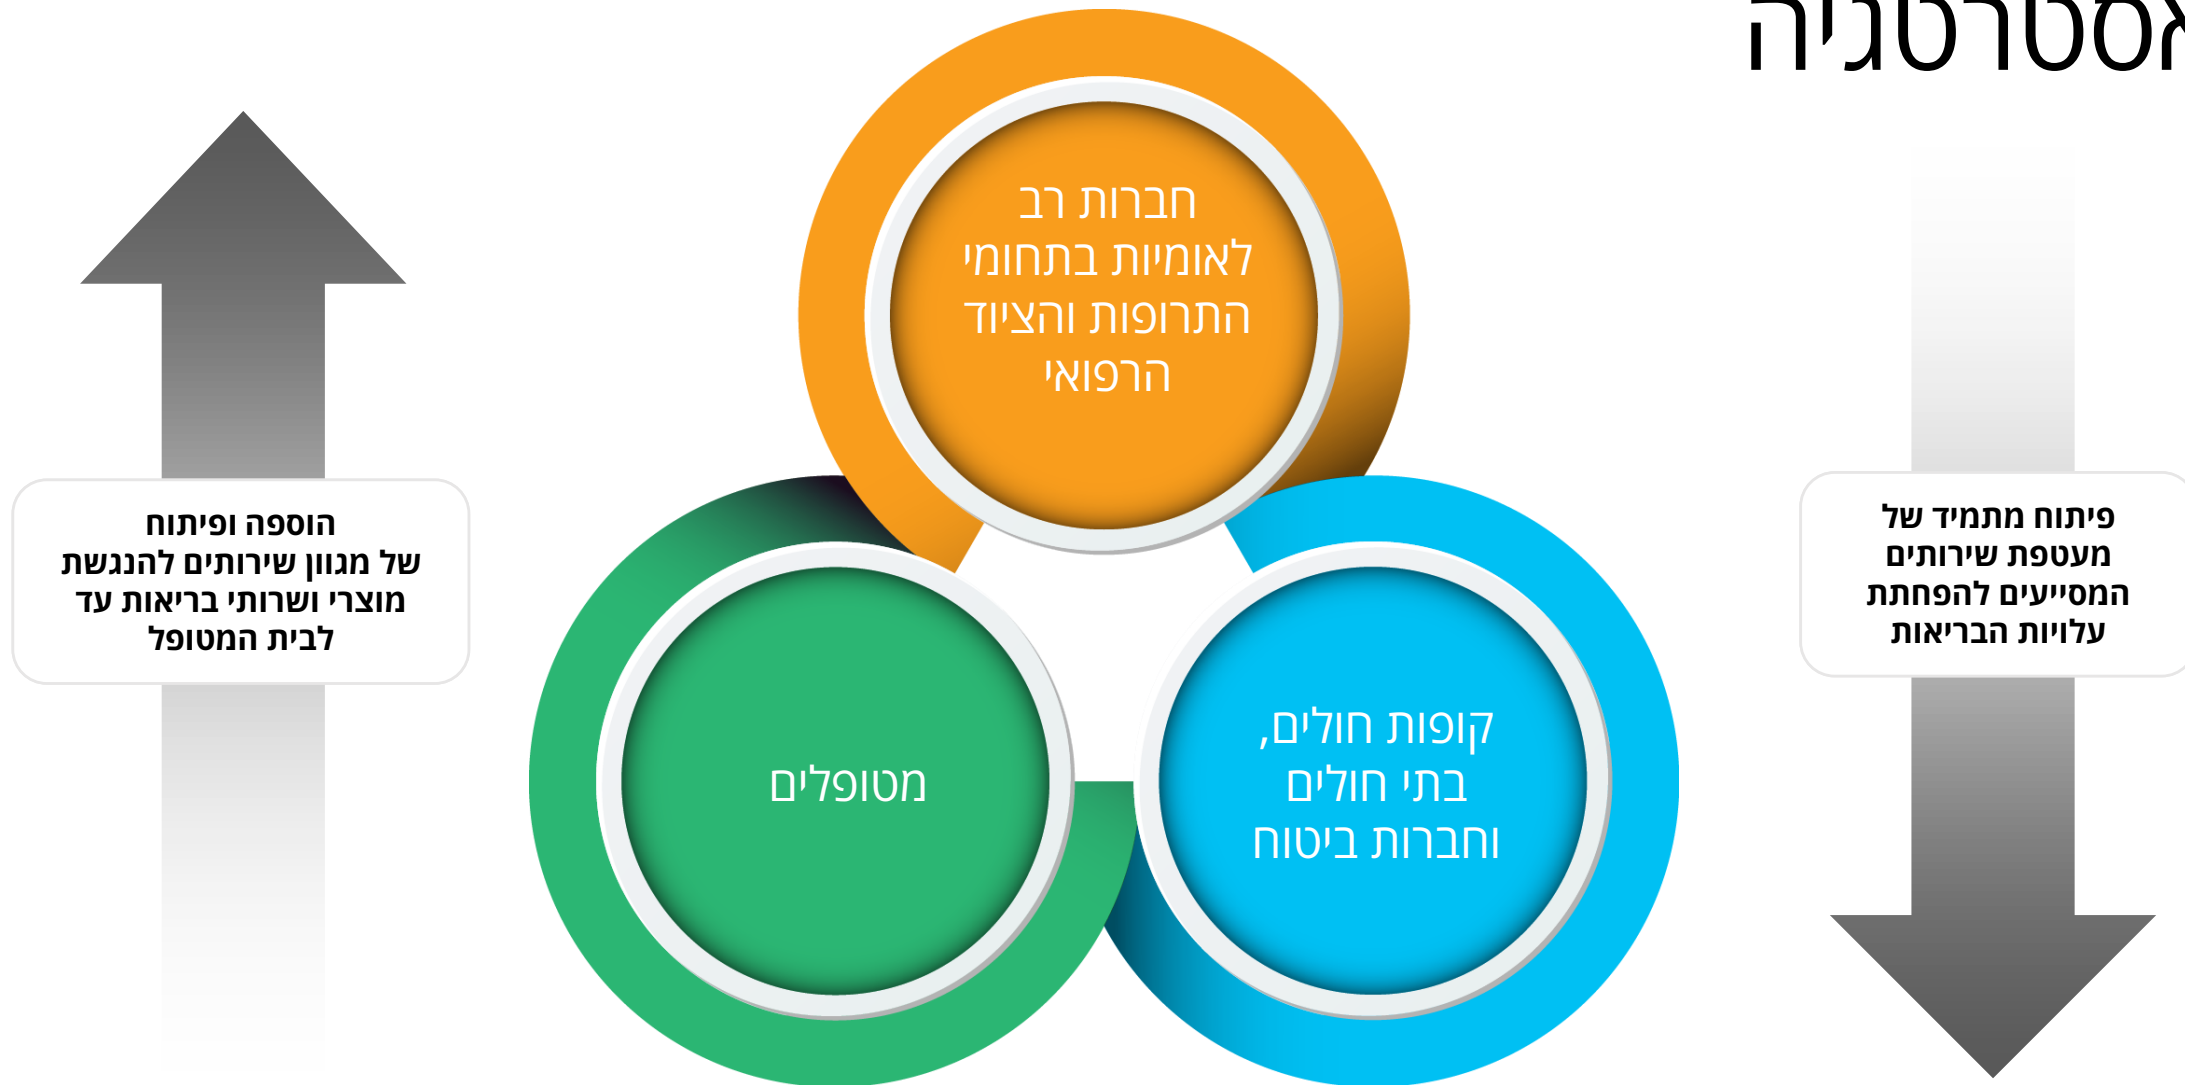 אסטרטגיה
חברות רב
לאומיות בתחומי
התרופות והציוד
הרפואי
פיתוח מתמיד של
מעטפת שירותים
המסייעים להפחתת
עלויות הבריאות
הוספה ופיתוח
של מגוון שירותים להנגשת
מוצרי ושרותי בריאות עד
לבית המטופל
קופות חולים,
בתי חולים
וחברות ביטוח
מטופלים